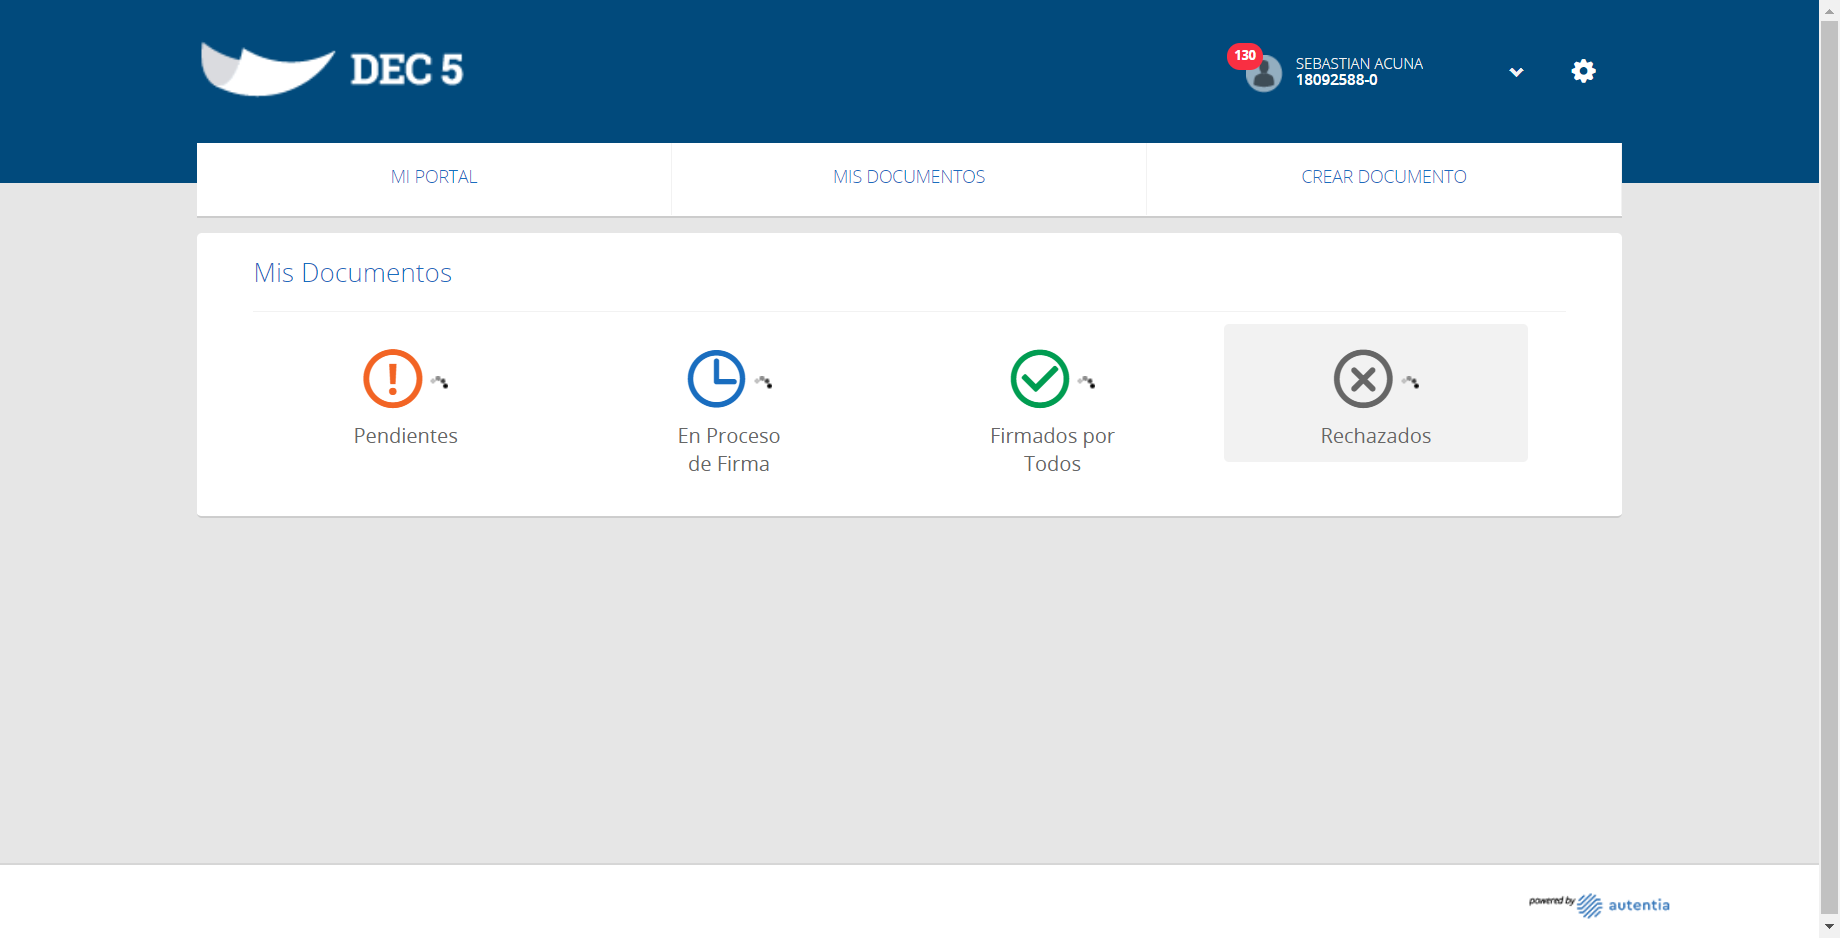 DEC 5
130
SEBASTIAN ACUNA
18092588-0
MI PORTAL
MIS DOCUMENTOS
CREAR DOCUMENTO
Mis Documentos
Pendientes
En Proceso
de Firma
Firmados por
Todos
Rechazados
powered by
autentia